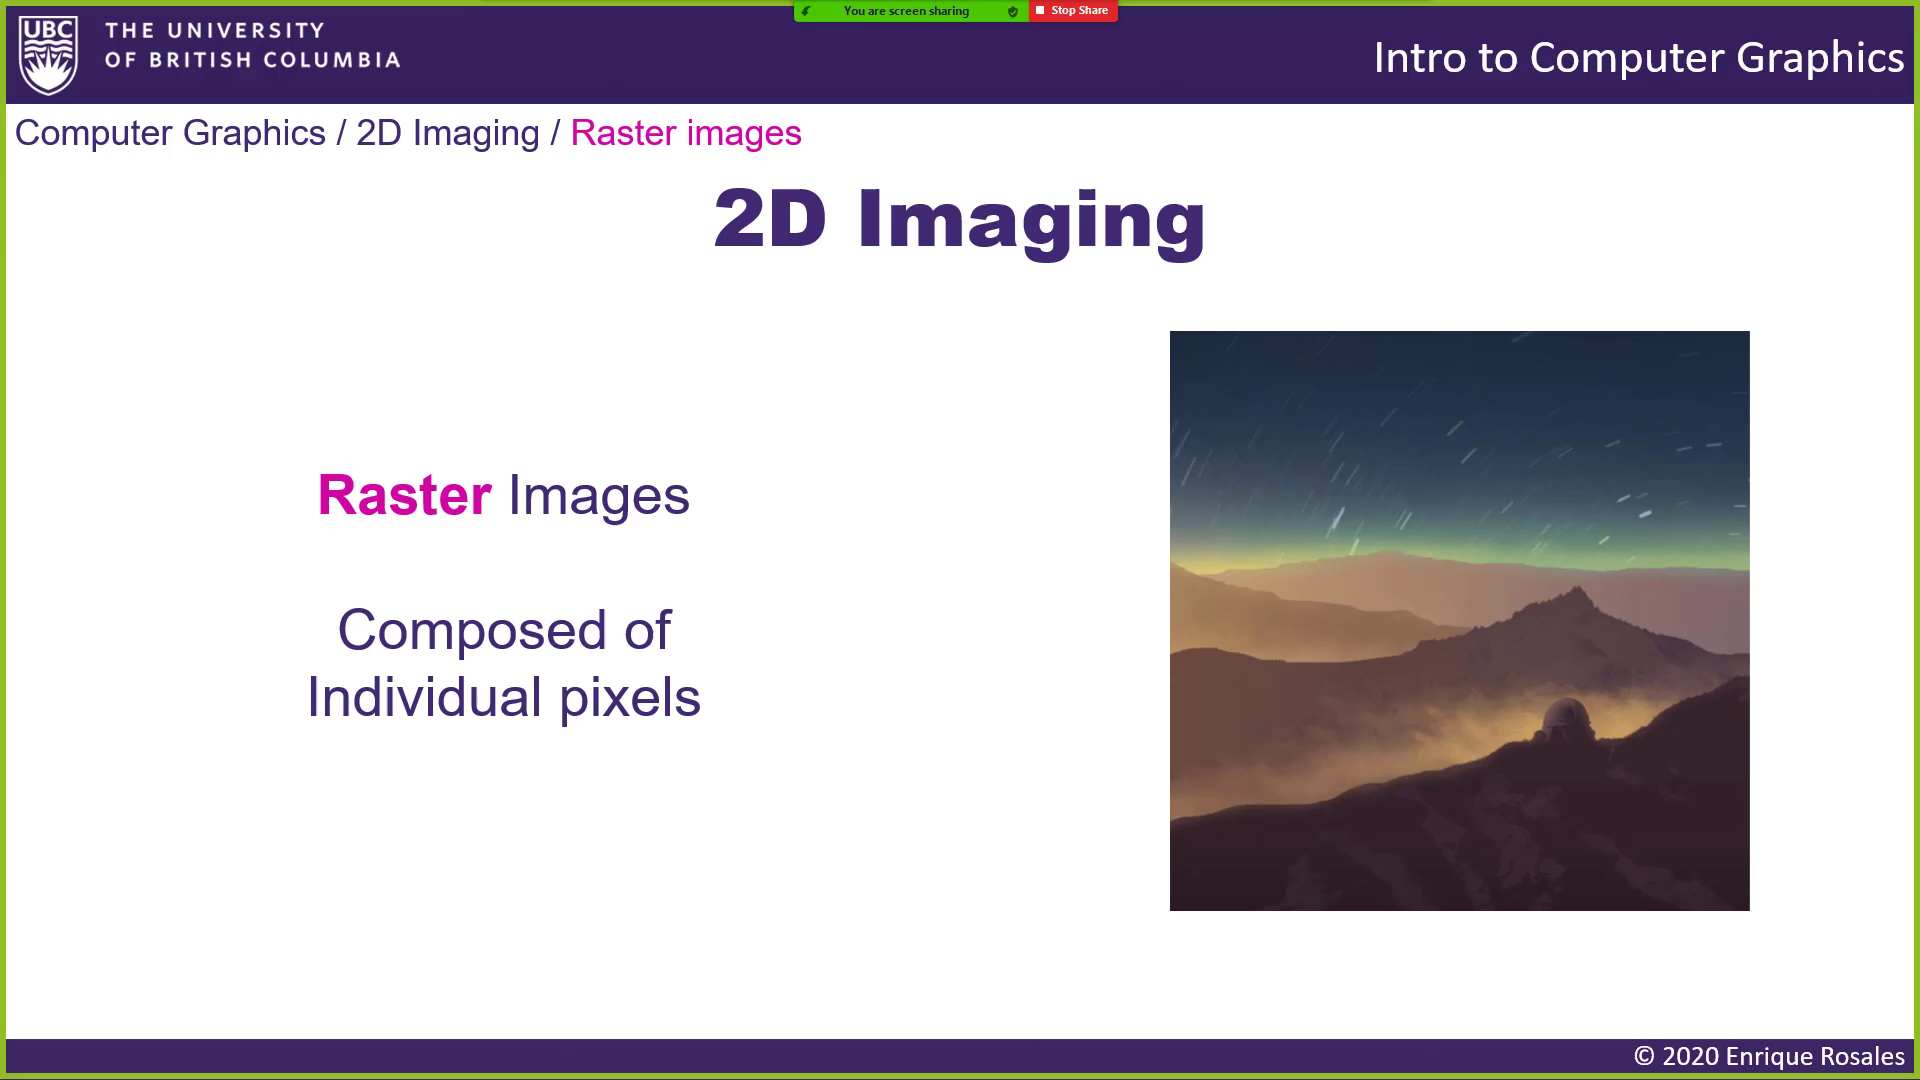 You are screen sharing
Stop Share
UBC
THE UNIVERSITY
OF BRITISH COLUMBIA
Intro to Computer Graphics
Computer Graphics / 2D Imaging / Raster images
2D Imaging
Raster Images
Composed of
Individual pixels
© 2020 Enrique Rosales